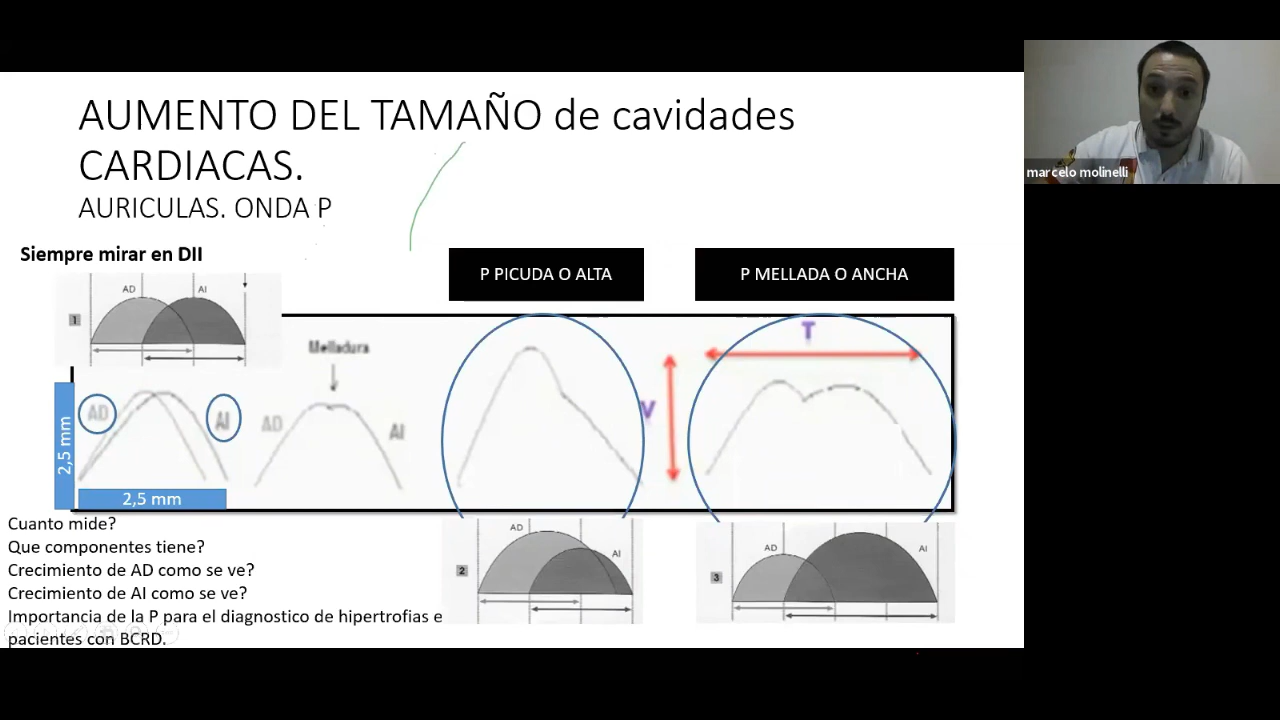 AUMENTO DEL TAMAÑO de cavidades
CARDIACAS.
AURICULAS. ONDA P
marcelo molinelli
Siempre mirar en DII
P PICUDA O ALTA
P MELLADA O ANCHA
AD
AI
1
Melladura
T
V
AD
AI
AD
AI
2,5 mm
2,5 mm
Cuanto mide?
Que componentes tiene?
Crecimiento de AD como se ve?
Crecimiento de AI como se ve?
Importancia de la P para el diagnostico de hipertrofias e
pacientes con BCRD.
AD
AI
2
AD
AI
3